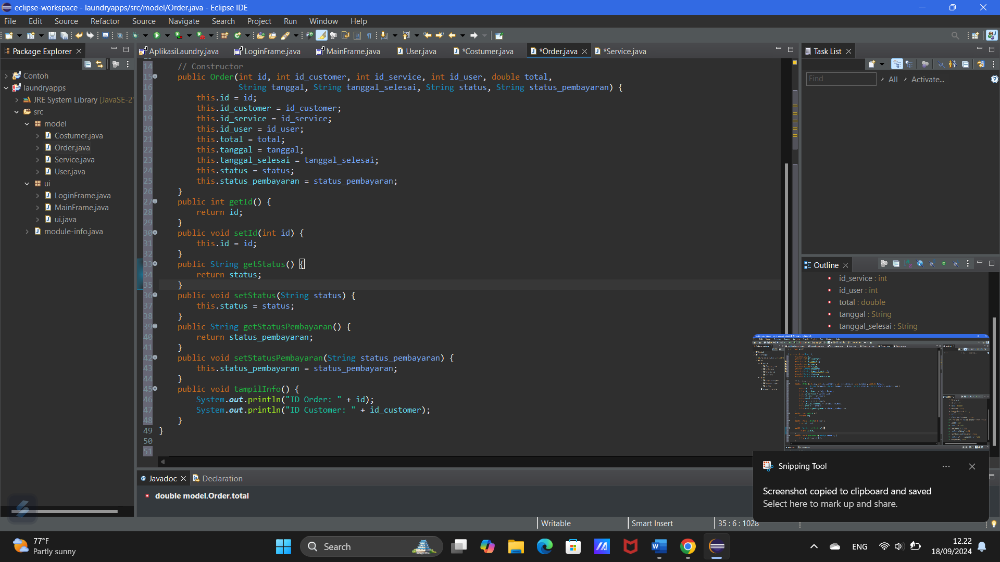 eclipse-workspace - laundryapps/src/model/Order.java - Eclipse IDE
File Edit Source Refactor Source Navigate Search Project Run Window Help
Package Explorer
Contoh
laundryapps
JRE System Library [JavaSE-2
src
model
Costumer.java
Order.java
Service.java
User.java
ui
LoginFrame.java
MainFrame.java
ui.java
module-info.java
AplikasiLaundry.java LoginFrame.java MainFrame.java User.java *Costumer.java *Order.java *Service.java
14 // Constructor
15 public Order(int id, int id_customer, int id_service, int id_user, double total,
16 String tanggal, String tanggal_selesai, String status, String status_pembayaran) {
17 this.id = id;
18 this.id_customer = id_customer;
19 this.id_service = id_service;
20 this.id_user = id_user;
21 this.total = total;
22 this.tanggal = tanggal;
23 this.tanggal_selesai = tanggal_selesai;
24 this.status = status;
25 this.status_pembayaran = status_pembayaran;
26 }
27 public int getId() {
28 return id;
29 }
30 public void setId(int id) {
31 this.id = id;
32 }
33 public String getStatus() {
34 return status;
35 }
36 public void setStatus(String status) {
37 this.status = status;
38 }
39 public String getStatusPembayaran() {
40 return status_pembayaran;
41 }
42 public void setStatusPembayaran(String status_pembayaran) {
43 this.status_pembayaran = status_pembayaran;
44 }
45 public void tampilInfo() {
46 System.out.println("ID Order: " + id);
47 System.out.println("ID Customer: " + id_customer);
48 }
49 }
50
51
Task List
Find All Activate...
Outline
id_service : int
id_user : int
total : double
tanggal : String
tanggal_selesai : String
Javadoc Declaration
double model.Order.total
Snipping Tool
Screenshot copied to clipboard and saved
Select here to mark up and share.
Writable Smart Insert 35 : 6 : 1028
77°F
Partly sunny
Search
ENG
12.22
18/09/2024